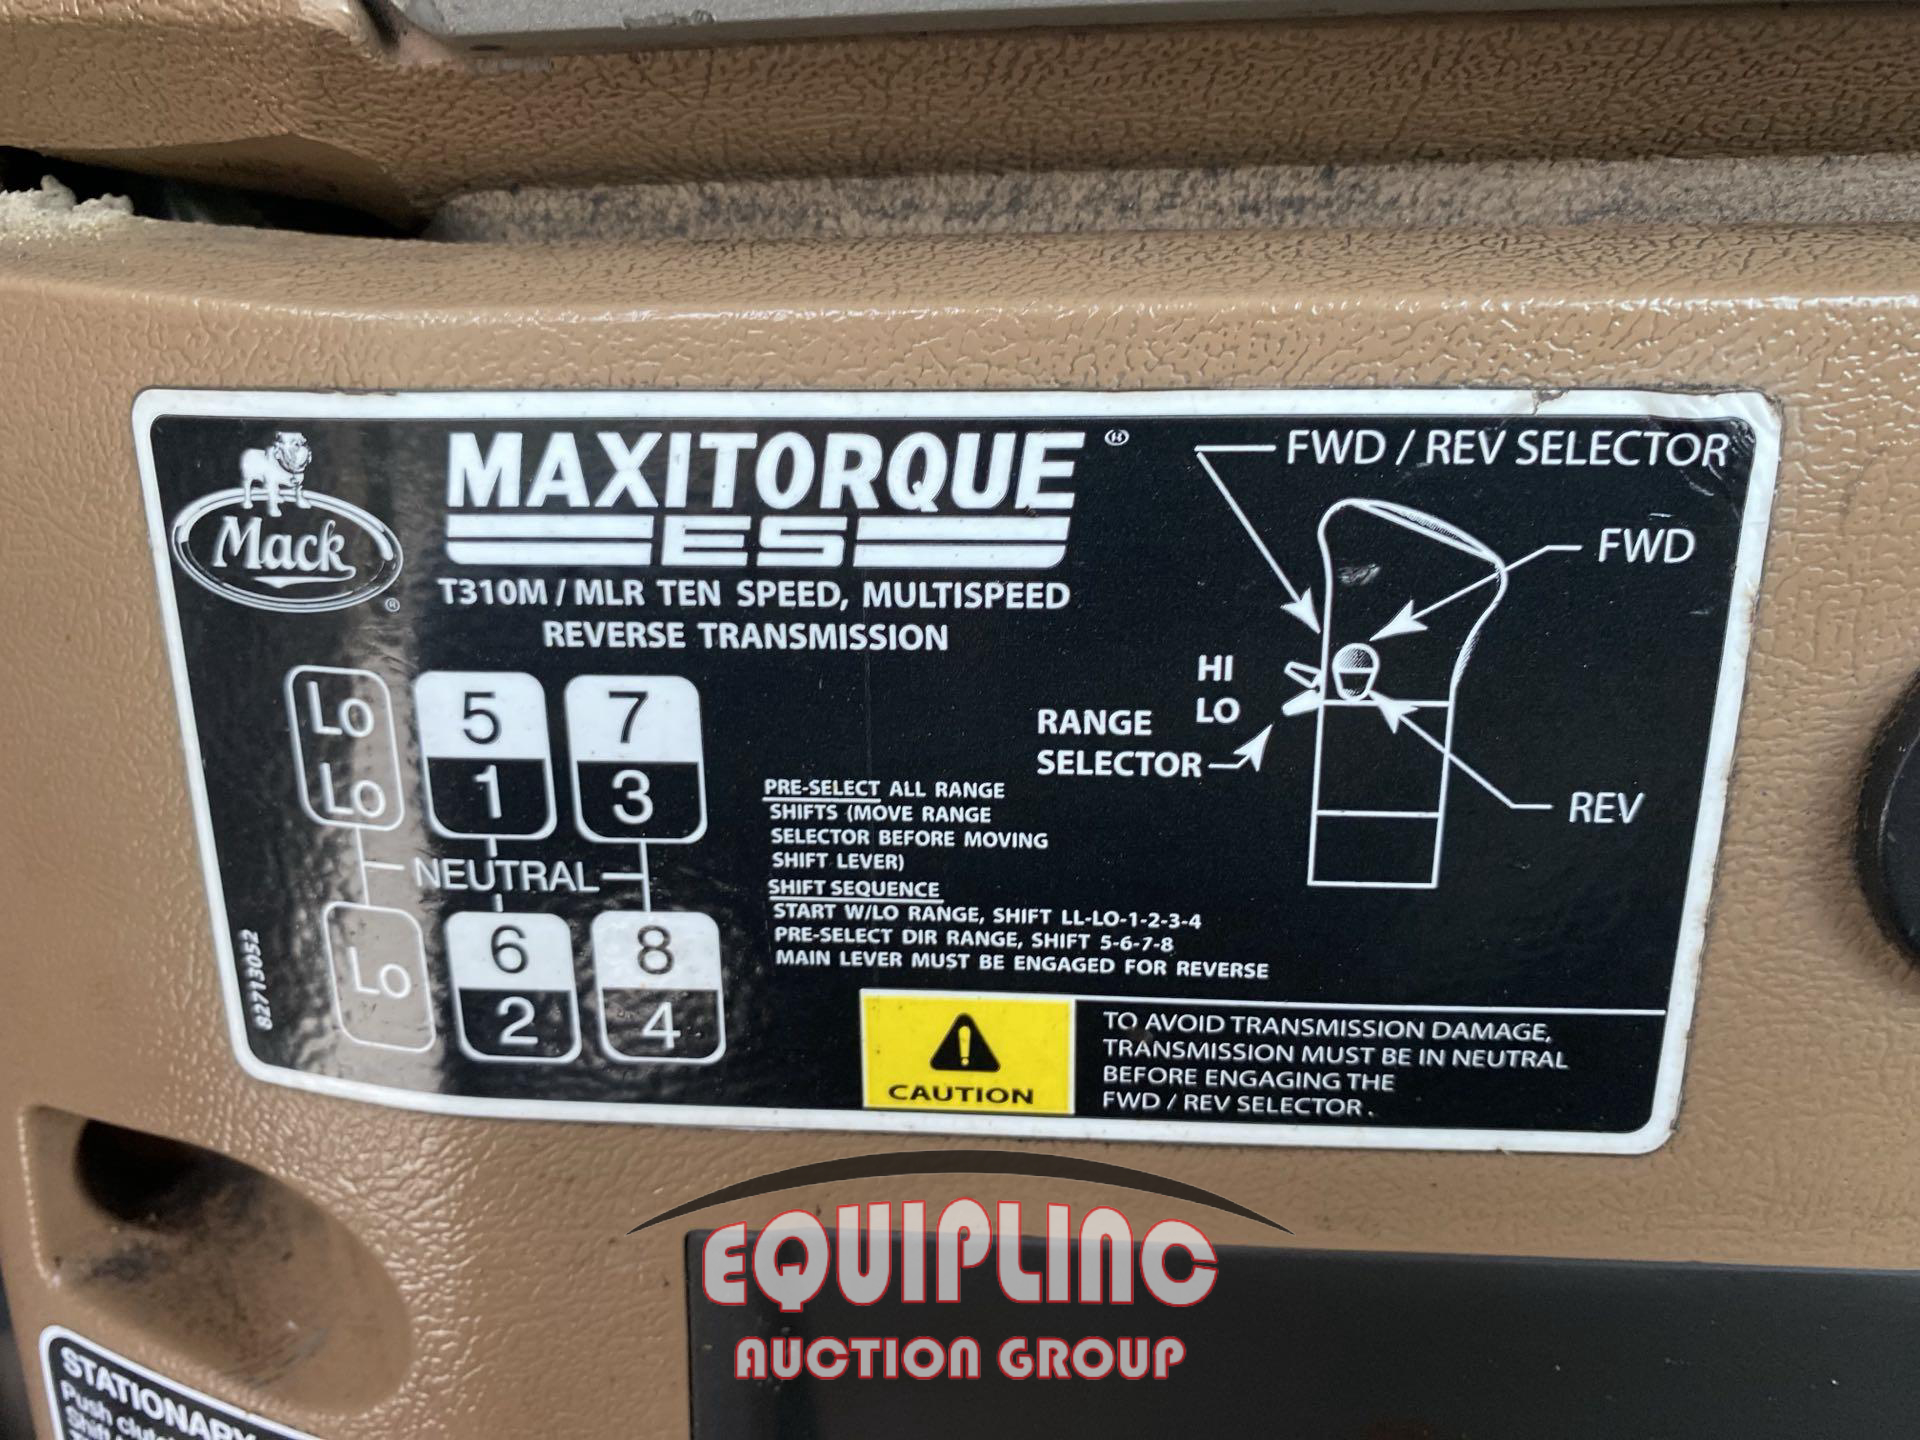 Mack
®
MAXITORQUE ®
ES
T310M / MLR TEN SPEED, MULTISPEED
REVERSE TRANSMISSION
Lo
Lo
5
1
7
3
NEUTRAL
Lo
6
2
8
4
82713052
FWD / REV SELECTOR
FWD
HI
LO
RANGE
SELECTOR
REV
PRE-SELECT ALL RANGE
SHIFTS (MOVE RANGE
SELECTOR BEFORE MOVING
SHIFT LEVER)
SHIFT SEQUENCE
START W/LO RANGE, SHIFT LL-LO-1-2-3-4
PRE-SELECT DIR RANGE, SHIFT 5-6-7-8
MAIN LEVER MUST BE ENGAGED FOR REVERSE
CAUTION
TO AVOID TRANSMISSION DAMAGE,
TRANSMISSION MUST BE IN NEUTRAL
BEFORE ENGAGING THE
FWD / REV SELECTOR .
EQUIPLINC
AUCTION GROUP
STATIONARY
Push
Shift